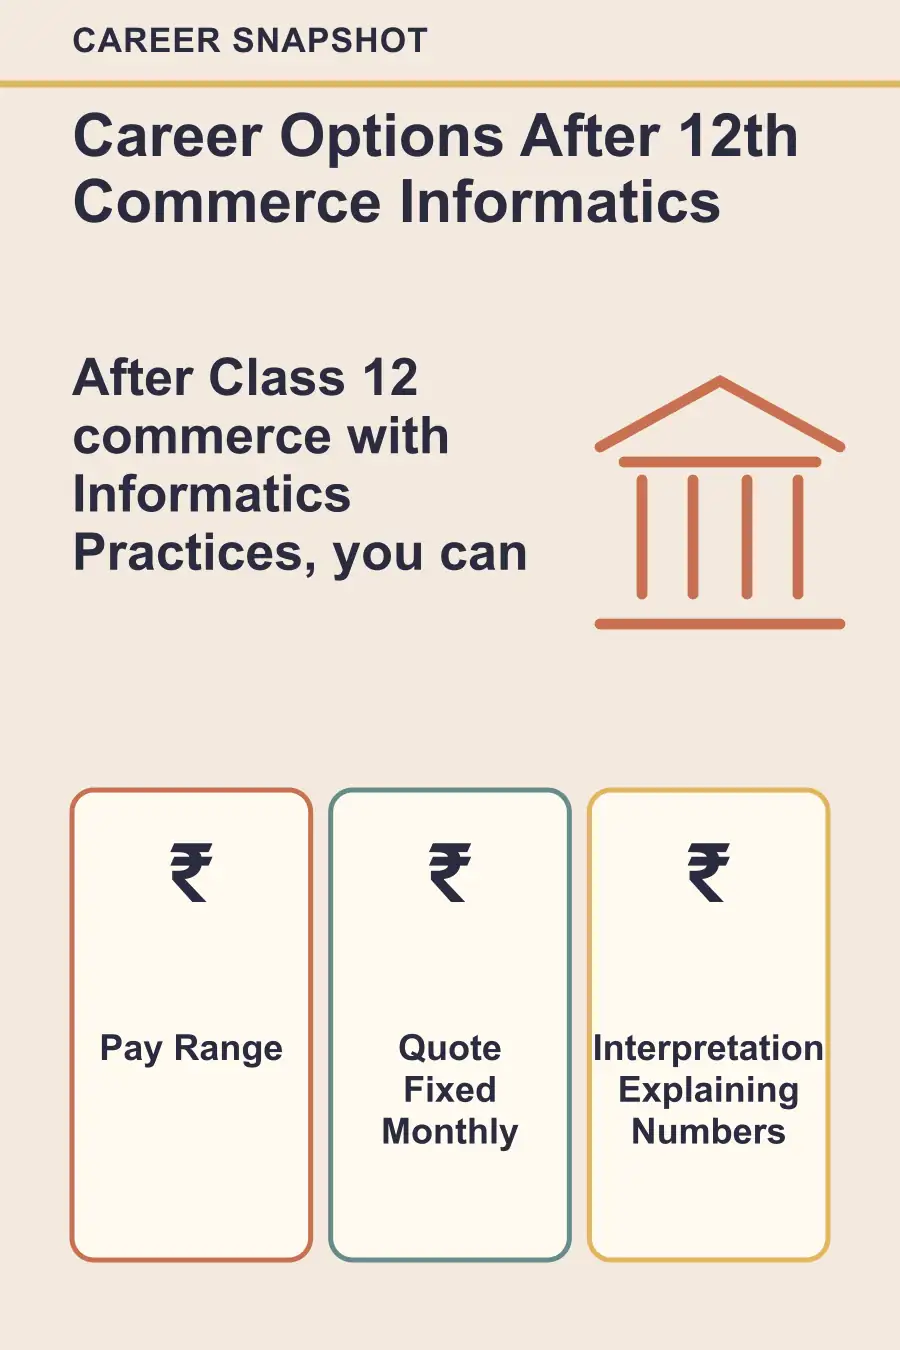 CAREER SNAPSHOT
Career Options After 12th
Commerce Informatics
After Class 12
commerce with
Informatics
Practices, you can
₹
₹
₹
Pay Range
Quote
Fixed
Monthly
Interpretation
Explaining
Numbers